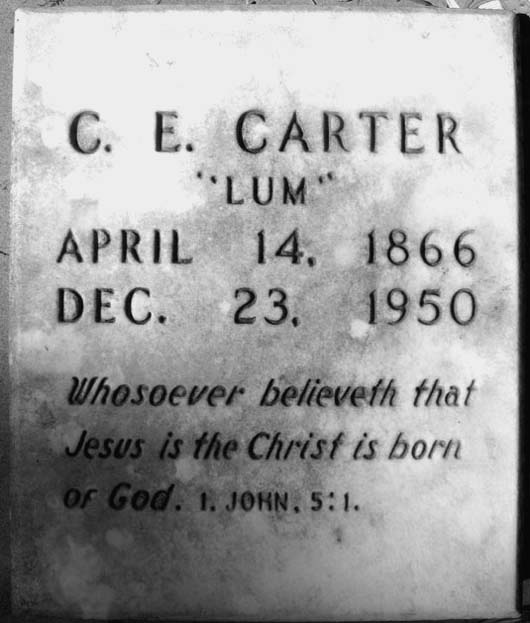 C. E. CARTER
"LUM"
APRIL 14, 1866
DEC. 23, 1950
Whosoever believeth that
Jesus is the Christ is born
of God. 1. JOHN, 5:1.